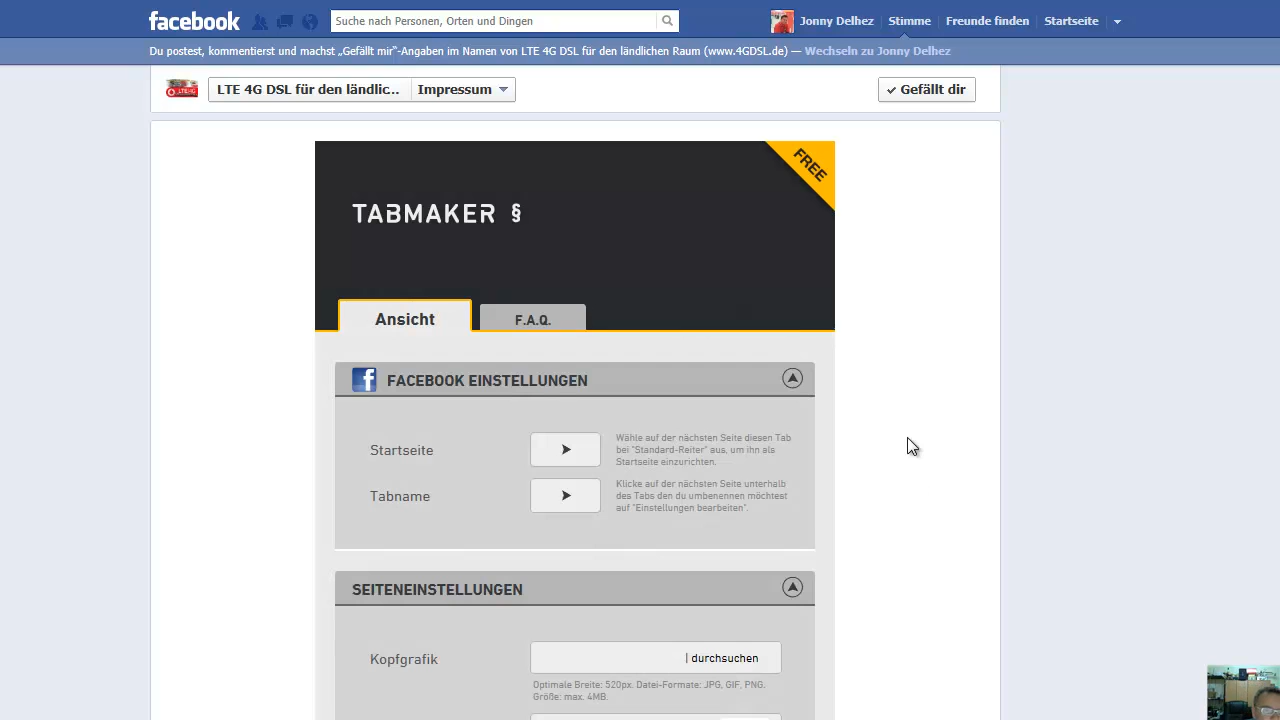 facebook Suche nach Personen, Orten und Dingen Jonny Delhez Stimme Freunde finden Startseite
Du postest, kommentierst und machst „Gefällt mir“-Angaben im Namen von LTE 4G DSL für den ländlichen Raum (www.4GDSL.de) — Wechseln zu Jonny Delhez
LTE 4G DSL für den ländlic... Impressum Gefällt dir
FREE
TABMAKER §
Ansicht F.A.Q.
FACEBOOK EINSTELLUNGEN
Startseite
Wähle auf der nächsten Seite diesen Tab
bei "Standard-Reiter" aus, um ihn als
Startseite einzurichten.
Tabname
Klicke auf der nächsten Seite unterhalb
des Tabs den du umbenennen möchtest
auf "Einstellungen bearbeiten".
SEITENEINSTELLUNGEN
Kopfgrafik | durchsuchen
Optimale Breite: 520px. Datei-Formate: JPG, GIF, PNG.
Größe: max. 4MB.